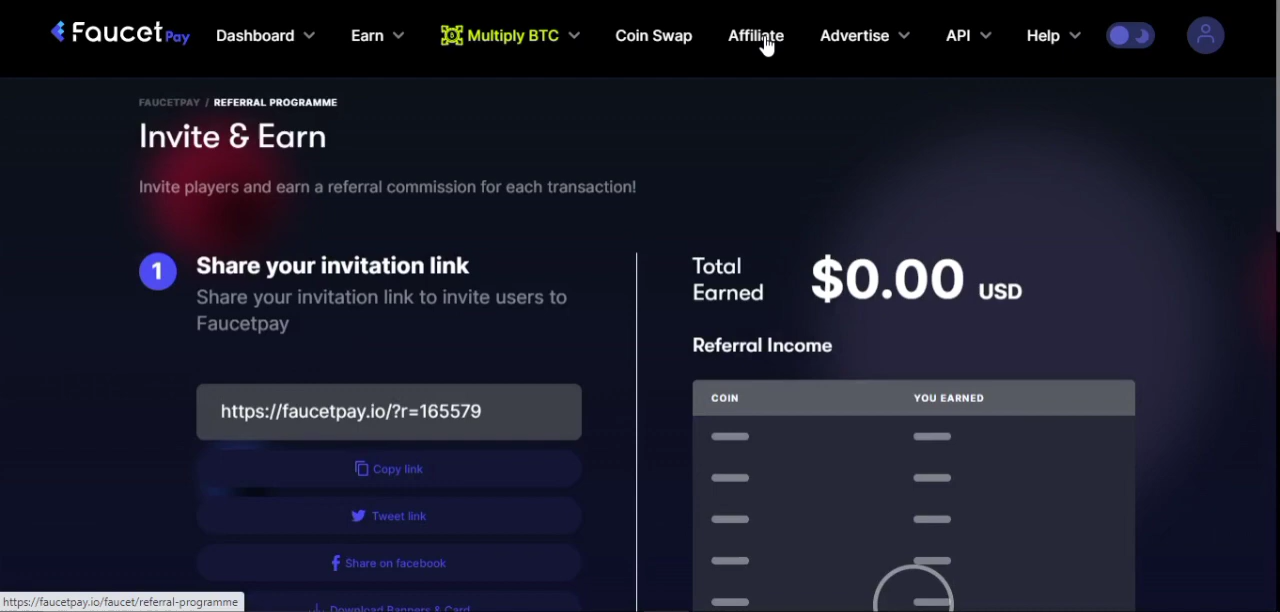 FaucetPay Dashboard Earn Multiply BTC Coin Swap Affiliate Advertise API Help
FAUCETPAY / REFERRAL PROGRAMME
Invite & Earn
Invite players and earn a referral commission for each transaction!
1 Share your invitation link
Share your invitation link to invite users to
Faucetpay
https://faucetpay.io/?r=165579
Copy link
Tweet link
Share on facebook
Download Banners & Card
Total
Earned
$0.00 USD
Referral Income
COIN YOU EARNED
https://faucetpay.io/faucet/referral-programme